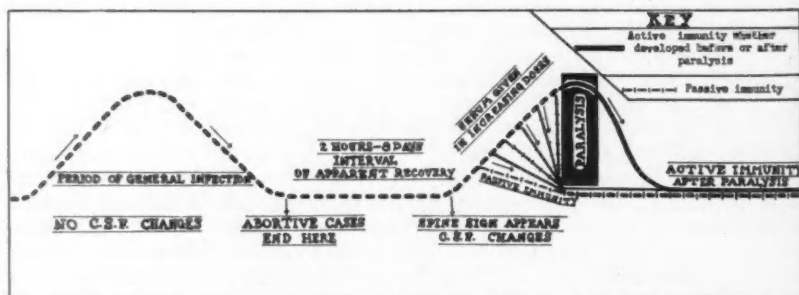 KEY
Active immunity whether
developed before or after
paralysis
Passive immunity
SERUM GIVEN
IN INCREASING DOSES
PARALYSIS
2 HOURS-8 DAYS
INTERVAL
OF APPARENT RECOVERY
PERIOD OF GENERAL INFECTION
PASSIVE IMMUNITY
ACTIVE IMMUNITY
AFTER PARALYSIS
NO C.S.F. CHANGES
ABORTIVE CASES
END HERE
SPINE SIGN APPEARS
C.S.F. CHANGES